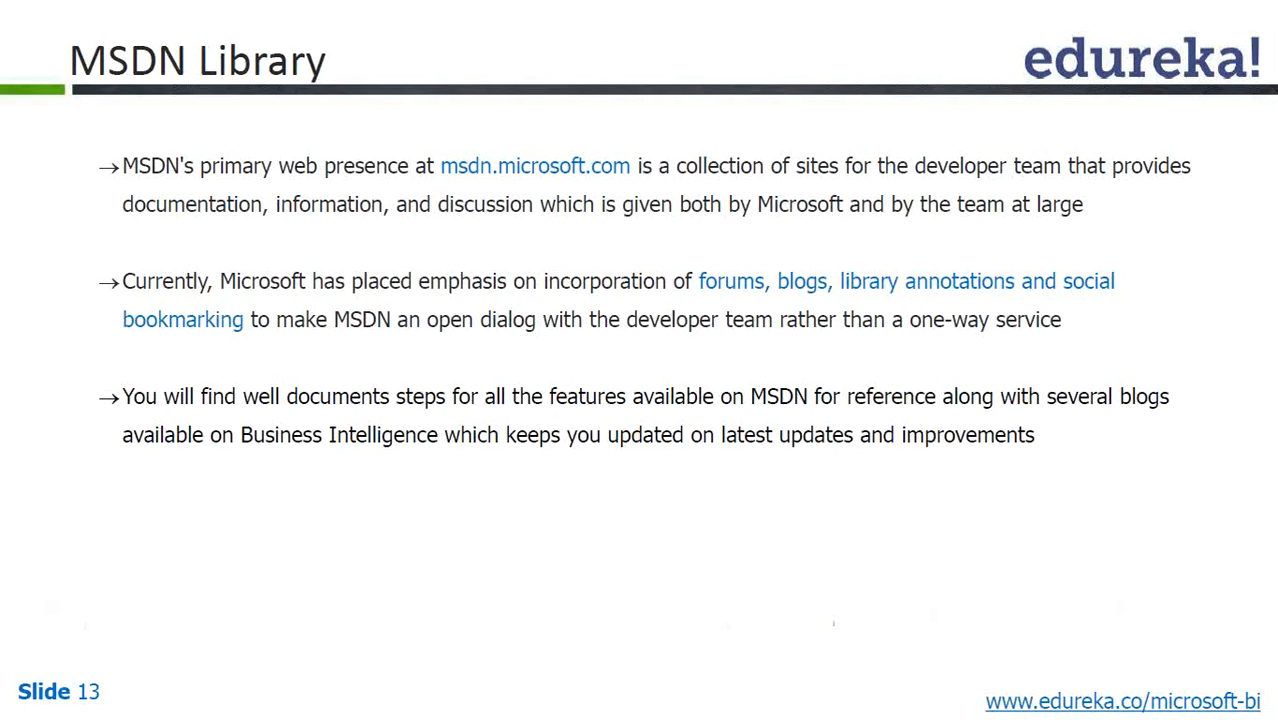 MSDN Library
edureka!
→MSDN's primary web presence at msdn.microsoft.com is a collection of sites for the developer team that provides
documentation, information, and discussion which is given both by Microsoft and by the team at large
→Currently, Microsoft has placed emphasis on incorporation of forums, blogs, library annotations and social
bookmarking to make MSDN an open dialog with the developer team rather than a one-way service
→You will find well documents steps for all the features available on MSDN for reference along with several blogs
available on Business Intelligence which keeps you updated on latest updates and improvements
Slide 13
www.edureka.co/microsoft-bi